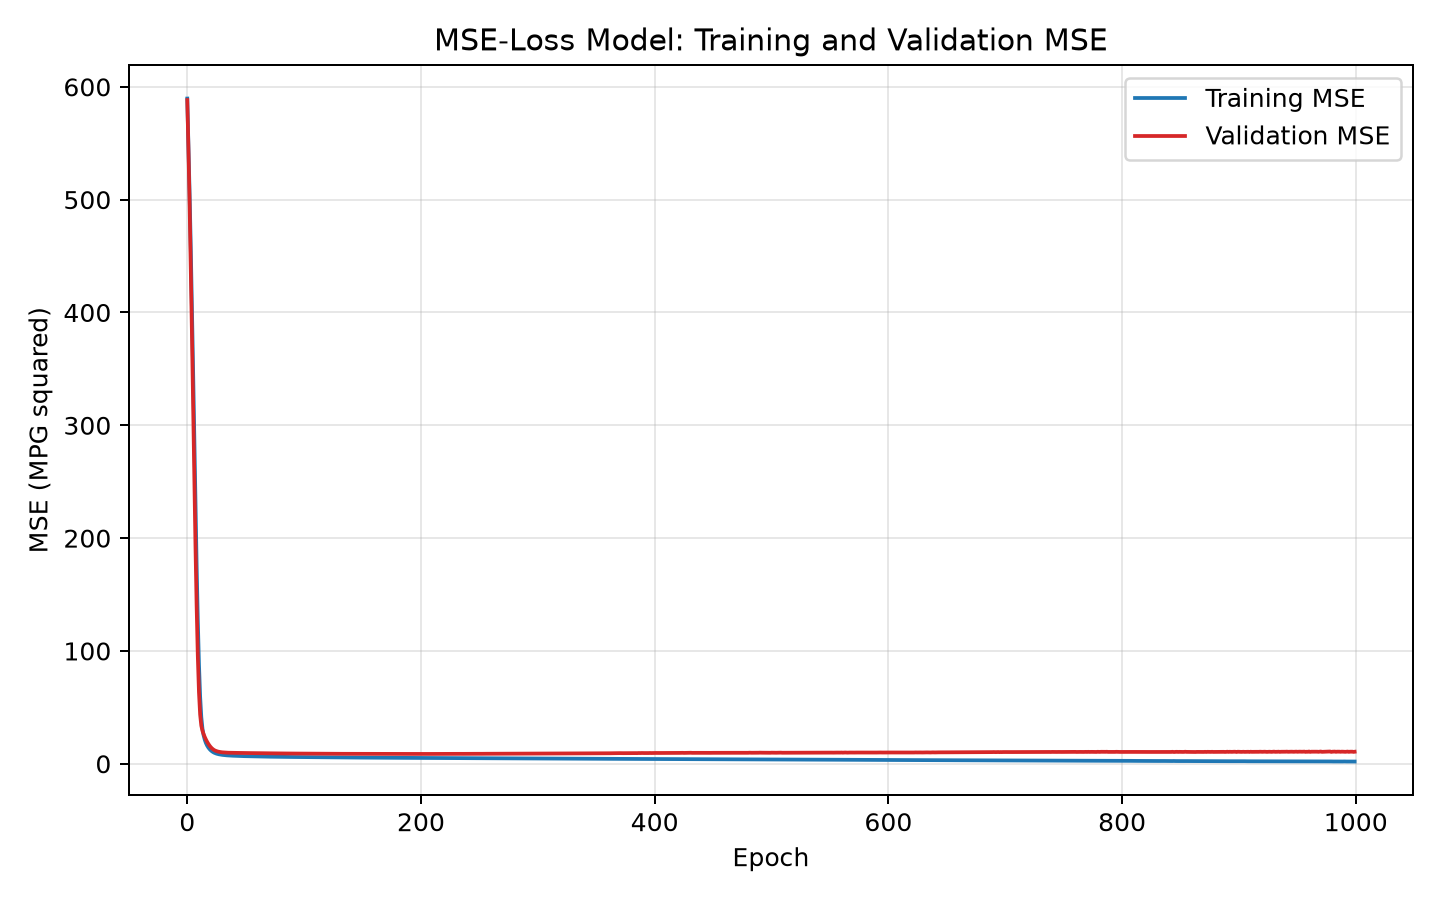 MSE-Loss Model: Training and Validation MSE
Training MSE
Validation MSE
MSE (MPG squared)
600
500
400
300
200
100
0
0 200 400 600 800 1000
Epoch